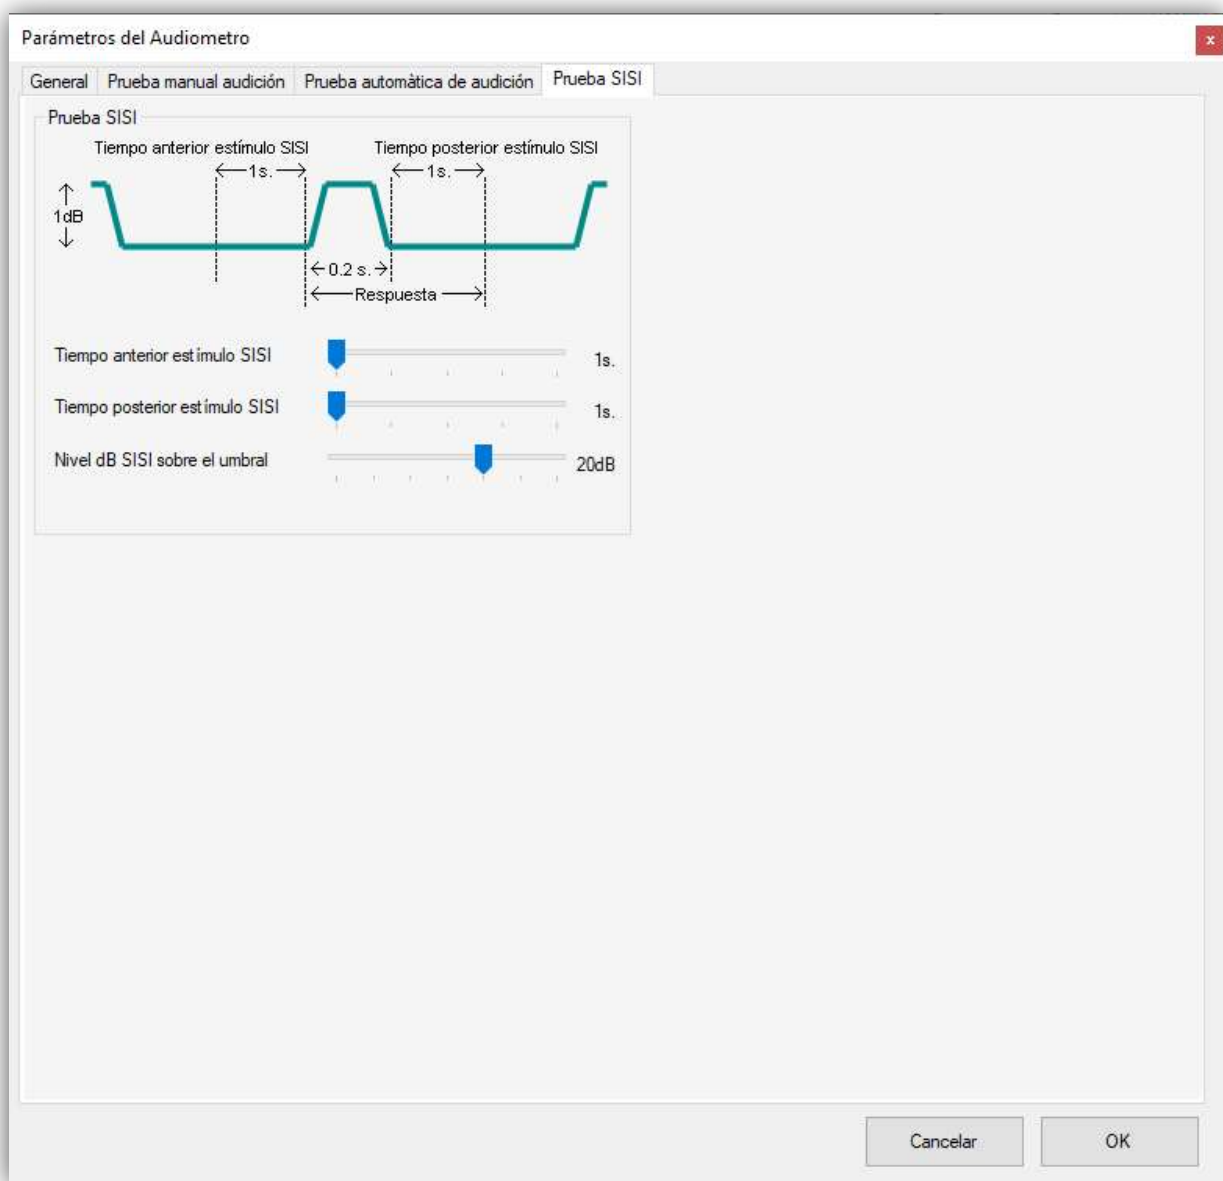 Parámetros del Audiometro
x
General Prueba manual audición Prueba automàtica de audición Prueba SISI
Prueba SISI
Tiempo anterior estímulo SISI Tiempo posterior estímulo SISI
1s. 1s.
1dB
0.2 s.
Respuesta
Tiempo anterior estímulo SISI 1s.
Tiempo posterior estímulo SISI 1s.
Nivel dB SISI sobre el umbral 20dB
Cancelar OK